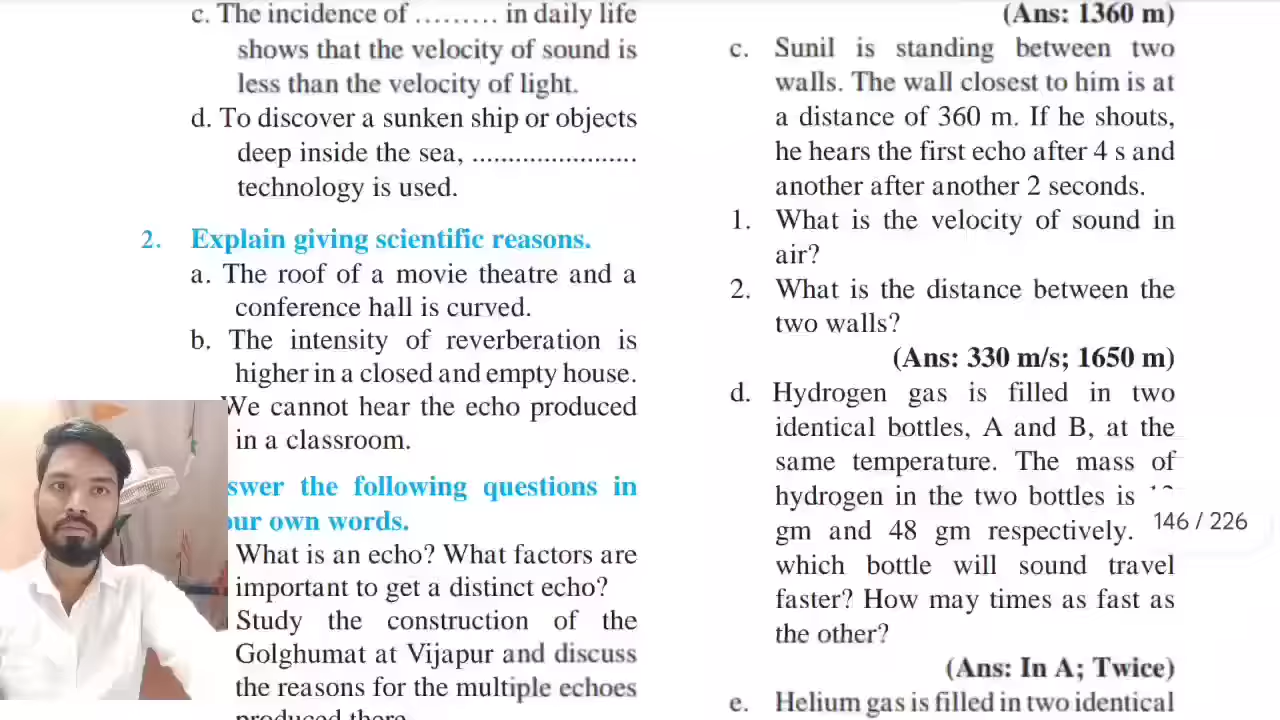 c. The incidence of ......... in daily life
shows that the velocity of sound is
less than the velocity of light.
d. To discover a sunken ship or objects
deep inside the sea, .......................
technology is used.
2. Explain giving scientific reasons.
a. The roof of a movie theatre and a
conference hall is curved.
b. The intensity of reverberation is
higher in a closed and empty house.
We cannot hear the echo produced
in a classroom.
swer the following questions in
our own words.
What is an echo? What factors are
important to get a distinct echo?
Study the construction of the
Golghumat at Vijapur and discuss
the reasons for the multiple echoes
produced there
(Ans: 1360 m)
c. Sunil is standing between two
walls. The wall closest to him is at
a distance of 360 m. If he shouts,
he hears the first echo after 4 s and
another after another 2 seconds.
1. What is the velocity of sound in
air?
2. What is the distance between the
two walls?
(Ans: 330 m/s; 1650 m)
d. Hydrogen gas is filled in two
identical bottles, A and B, at the
same temperature. The mass of
hydrogen in the two bottles is
gm and 48 gm respectively.
which bottle will sound travel
faster? How may times as fast as
the other?
(Ans: In A; Twice)
e. Helium gas is filled in two identical
146 / 226